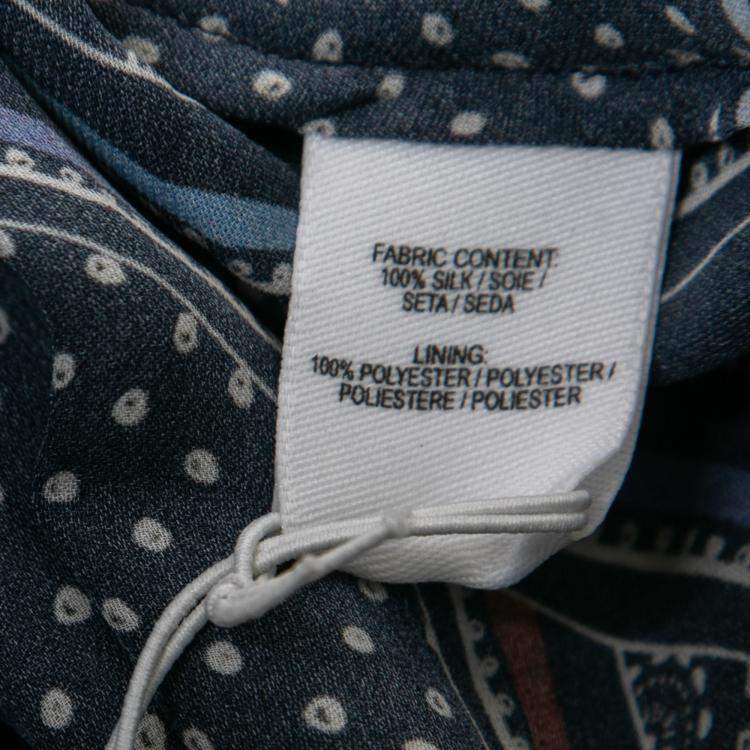 FABRIC CONTENT:
100% SILK / SOIE /
SETA / SEDA
LINING:
100% POLYESTER / POLYESTER /
POLIESTERE / POLIESTER